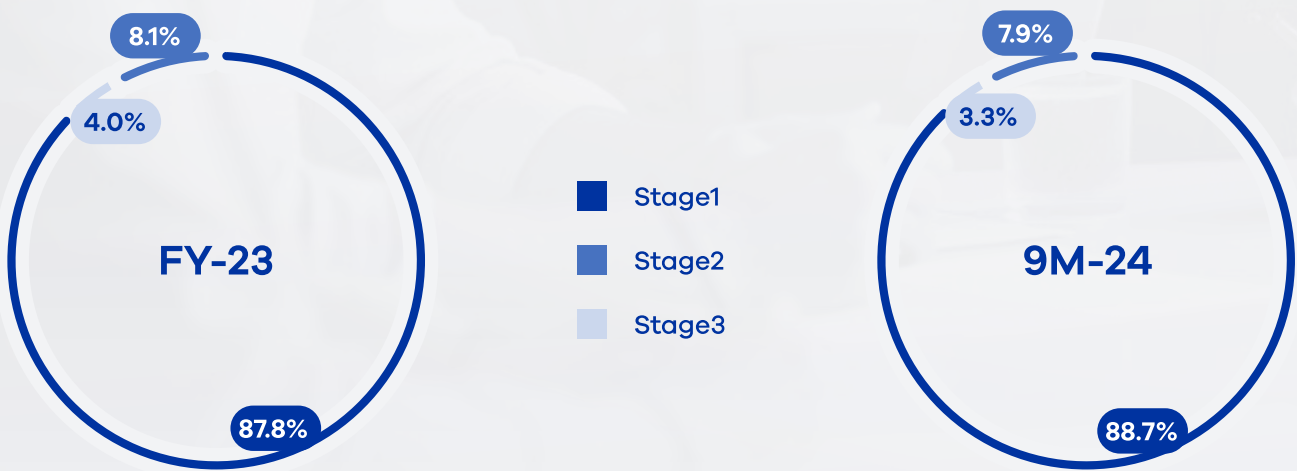 8.1%
4.0%
FY-23
87.8%
Stage1
Stage2
Stage3
7.9%
3.3%
9M-24
88.7%